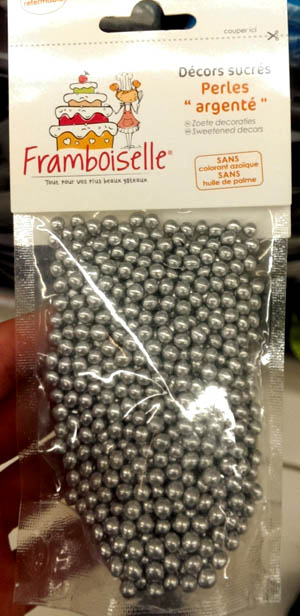 refermable
couper ici
Décors sucrés
Perles
" argenté "
Zoete decoraties
Sweetened decors
Framboiselle®
Tout pour vos plus beaux gâteaux
SANS
colorant azoïque
SANS
huile de palme